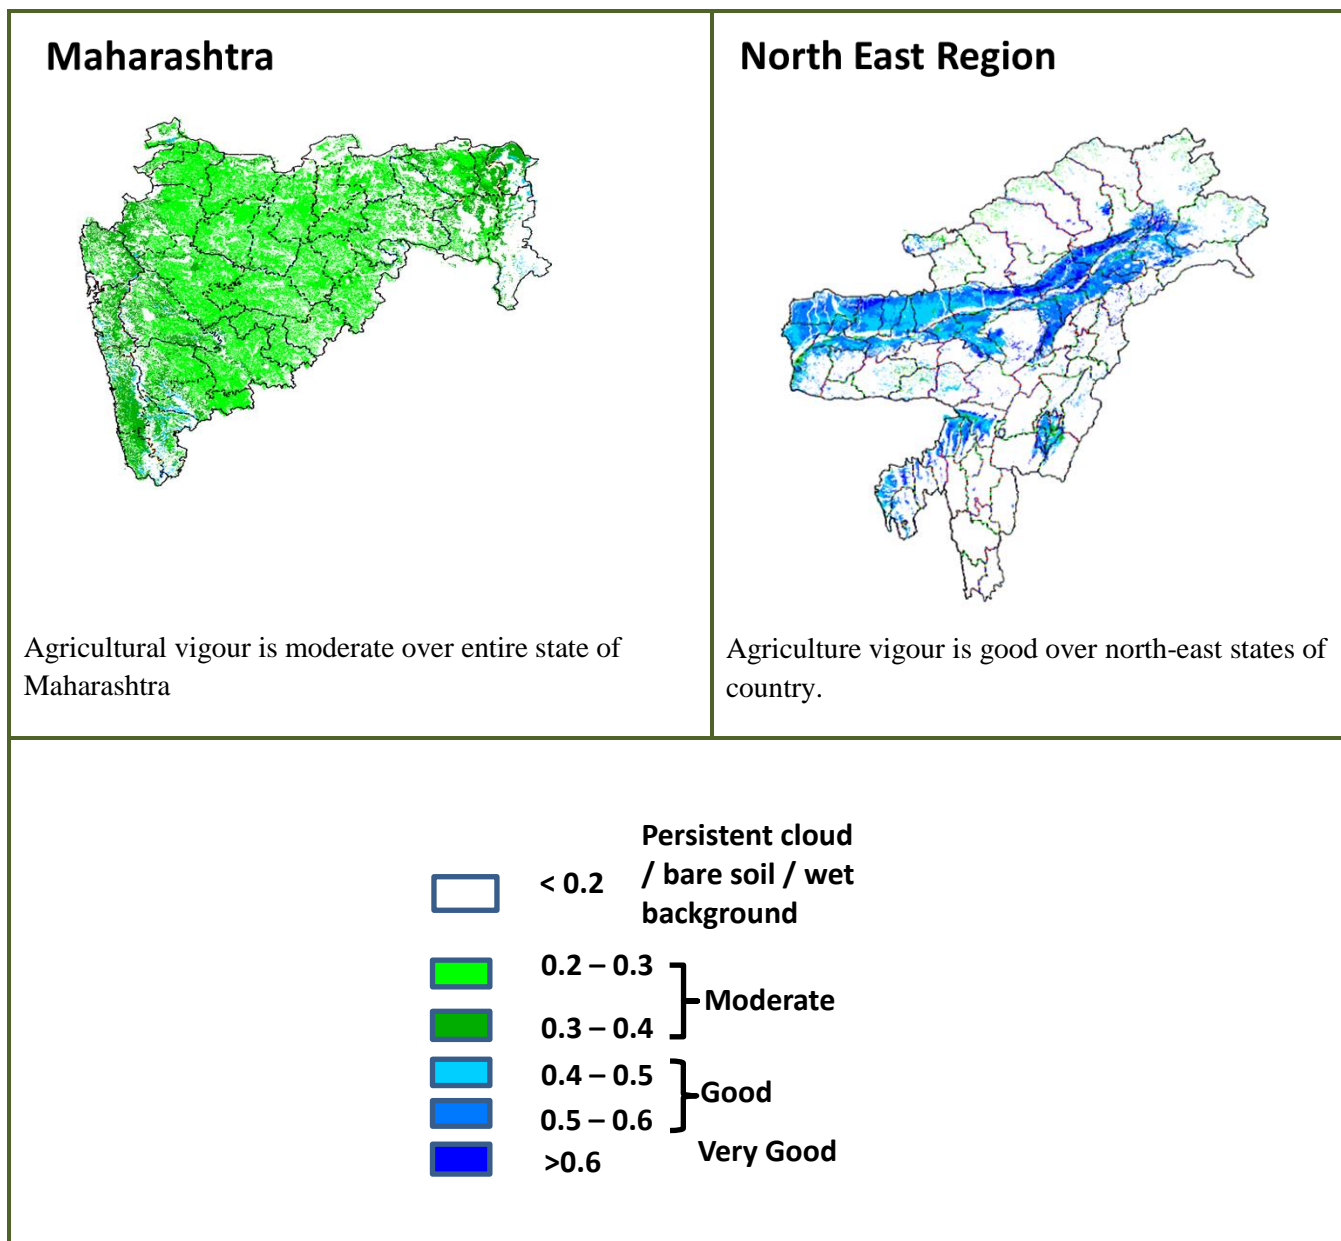 Maharashtra
Agricultural vigour is moderate over entire state of
Maharashtra
North East Region
Agriculture vigour is good over north-east states of
country.
< 0.2
Persistent cloud
/ bare soil / wet
background
0.2 – 0.3
0.3 – 0.4
Moderate
0.4 – 0.5
0.5 – 0.6
Good
>0.6
Very Good